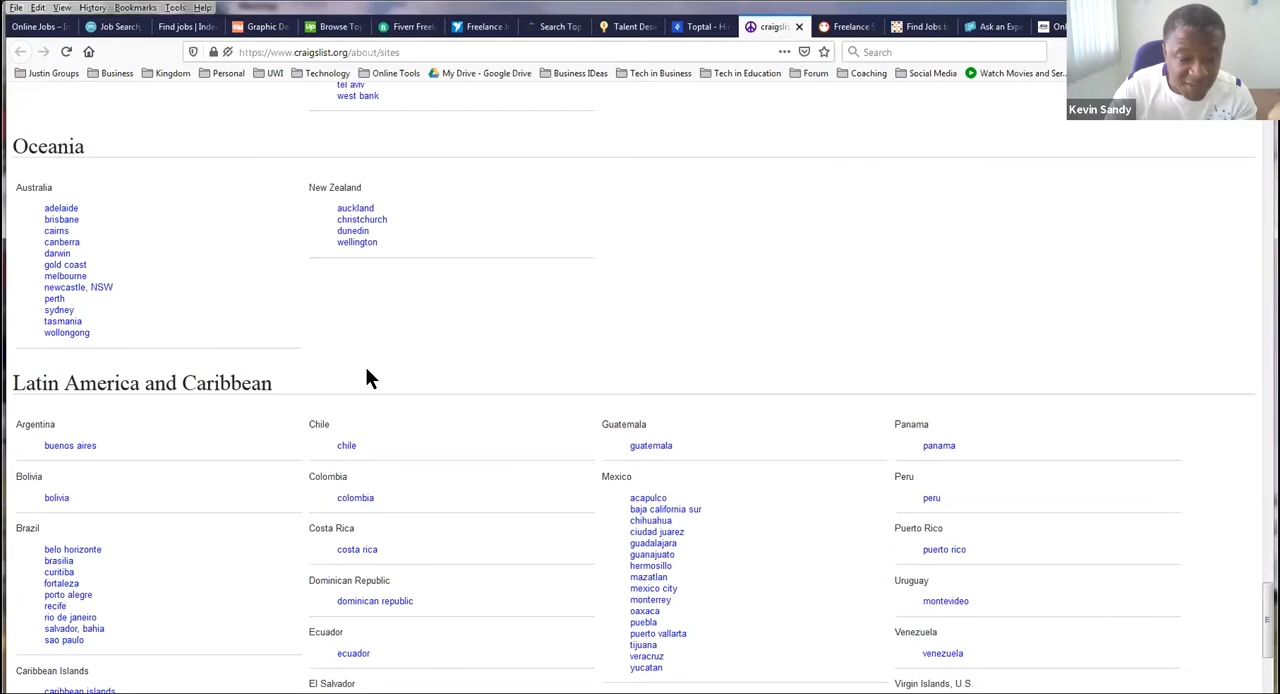 File Edit View History Bookmarks Tools Help
Online Jobs – In Job Search, Find jobs | Inde Graphic De Browse Top Fiverr Freel Freelance J Search Top Talent Desi Toptal - Hi craigslis Freelance S Find Jobs b Ask an Exp Onl
https://www.craigslist.org/about/sites Search
Justin Groups Business Kingdom Personal UWI Technology Online Tools My Drive - Google Drive Business IDeas Tech in Business Tech in Education Forum Coaching Social Media Watch Movies and Ser...
Kevin Sandy
tel aviv
west bank
Oceania
Australia
adelaide
brisbane
cairns
canberra
darwin
gold coast
melbourne
newcastle, NSW
perth
sydney
tasmania
wollongong
New Zealand
auckland
christchurch
dunedin
wellington
Latin America and Caribbean
Argentina
buenos aires
Bolivia
bolivia
Brazil
belo horizonte
brasilia
curitiba
fortaleza
porto alegre
recife
rio de janeiro
salvador, bahia
sao paulo
Caribbean Islands
caribbean islands
Chile
chile
Colombia
colombia
Costa Rica
costa rica
Dominican Republic
dominican republic
Ecuador
ecuador
El Salvador
Guatemala
guatemala
Mexico
acapulco
baja california sur
chihuahua
ciudad juarez
guadalajara
guanajuato
hermosillo
mazatlan
mexico city
monterrey
oaxaca
puebla
puerto vallarta
tijuana
veracruz
yucatan
Panama
panama
Peru
peru
Puerto Rico
puerto rico
Uruguay
montevideo
Venezuela
venezuela
Virgin Islands, U.S.